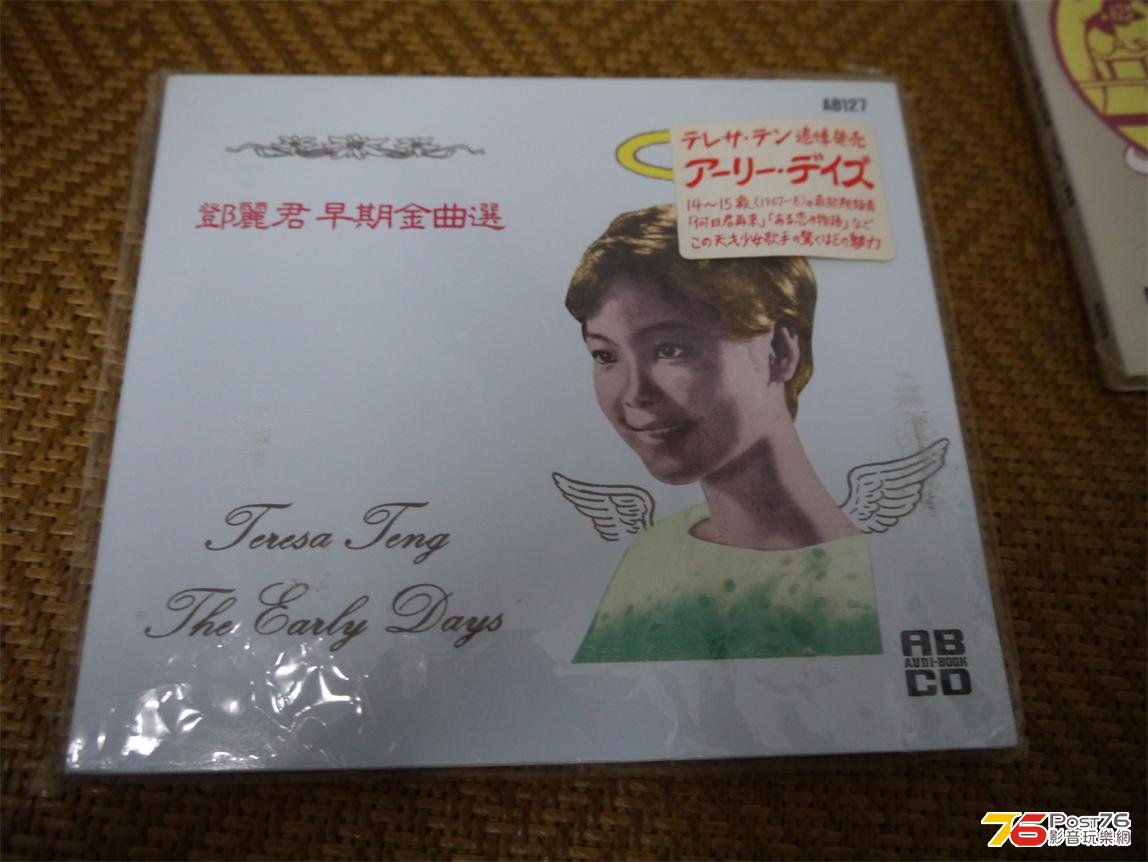 AB127
テレサ・テン 追悼発売
アーリー・デイズ
14〜15歳、(1967-8)の最初期録音
「何日君再来」「ある恋の物語」など
この天才少女歌手の驚くほどの魅力
鄧麗君 早期金曲選
Teresa Teng
The Early Days
AB
AUDI-BOOK
CD
76 Post76
影音玩樂網